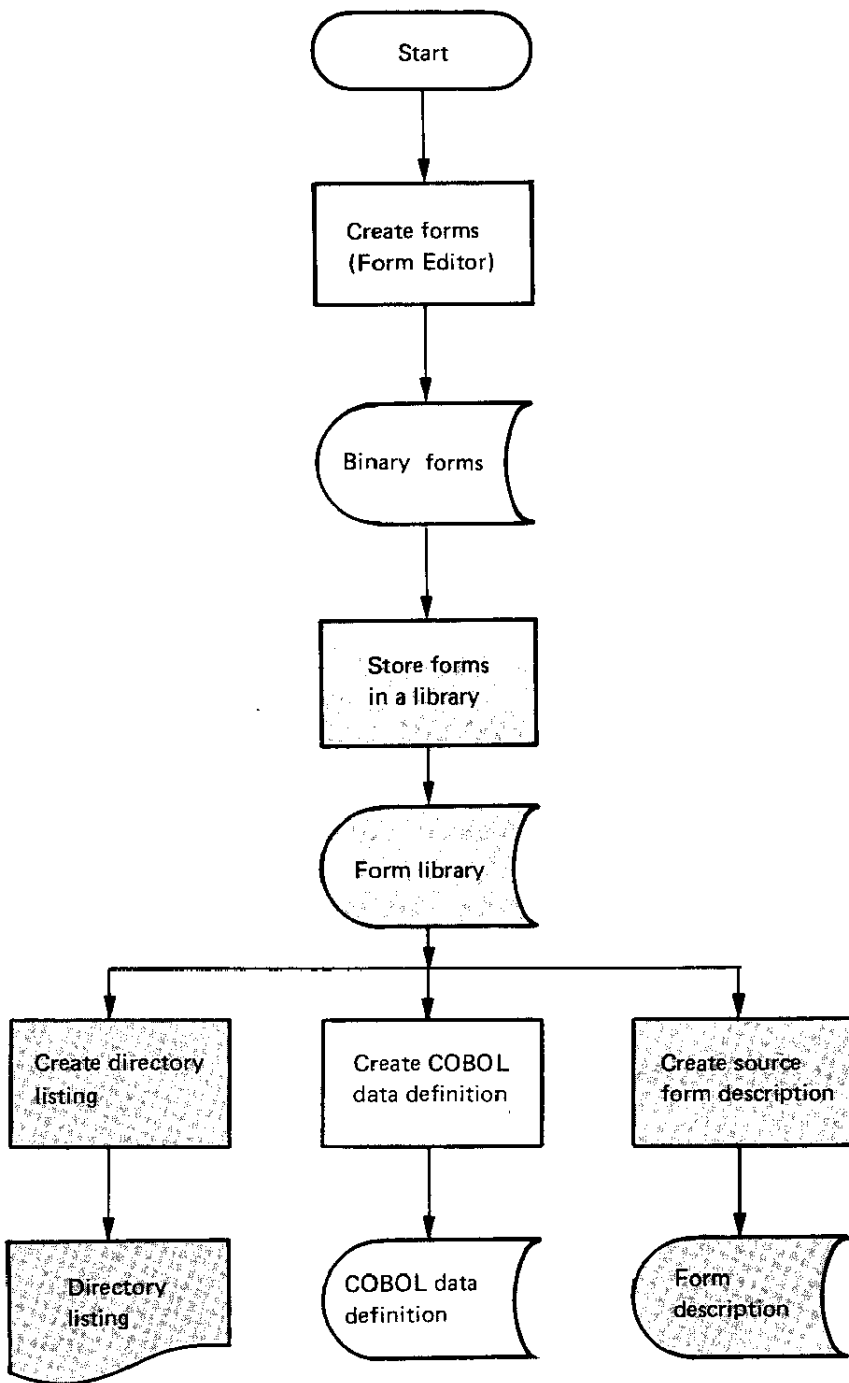 Start
Create forms
(Form Editor)
Binary forms
Store forms
in a library
Form library
Create directory
listing
Create COBOL
data definition
Create source
form description
Directory
listing
COBOL data
definition
Form
description